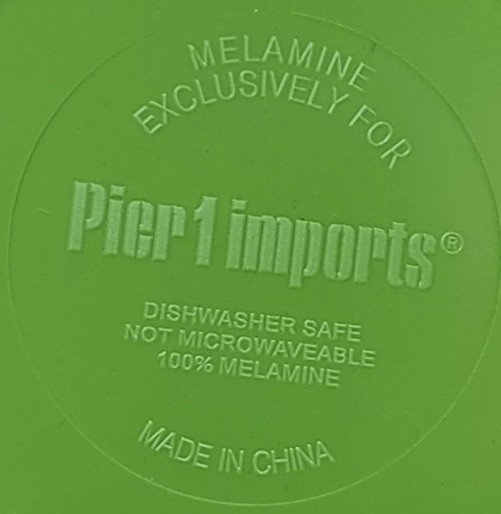 MELAMINE
EXCLUSIVELY FOR
Pier 1 imports®
DISHWASHER SAFE
NOT MICROWAVEABLE
100% MELAMINE
MADE IN CHINA